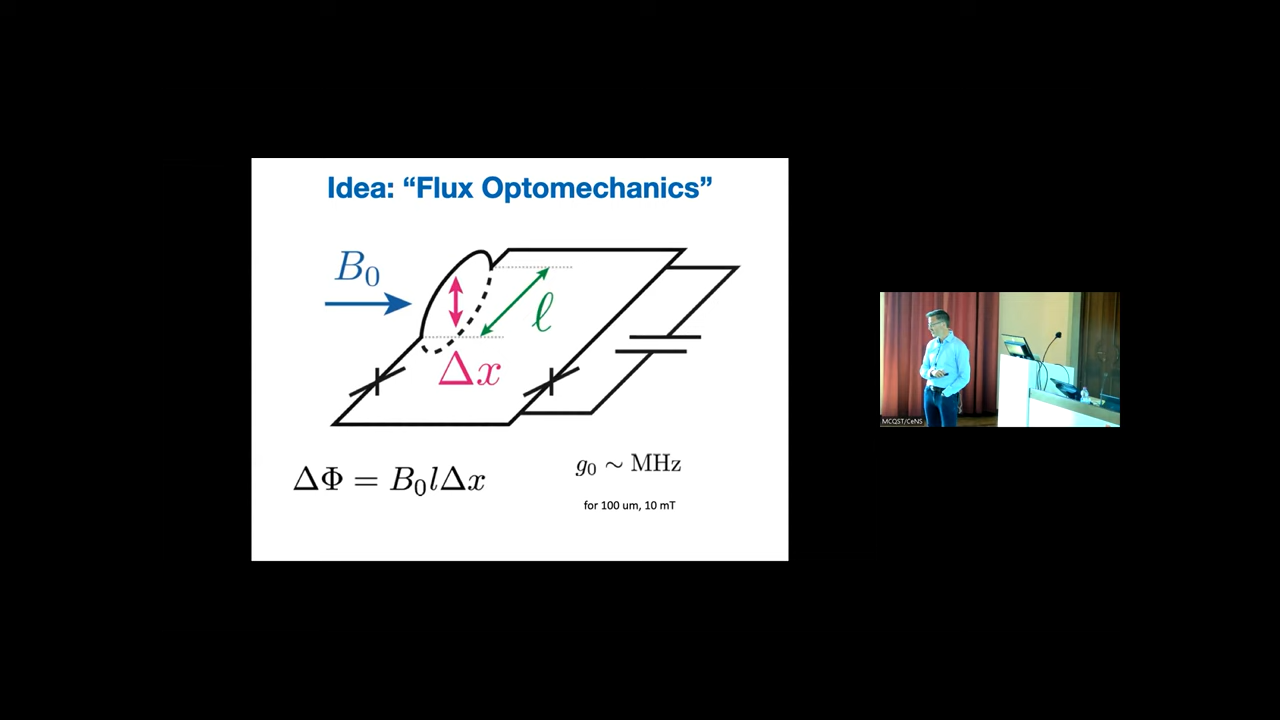 Idea: “Flux Optomechanics”
B₀
ℓ
Δx
ΔΦ = B₀lΔx
g₀ ∼ MHz
for 100 um, 10 mT
MCQST/CeNS